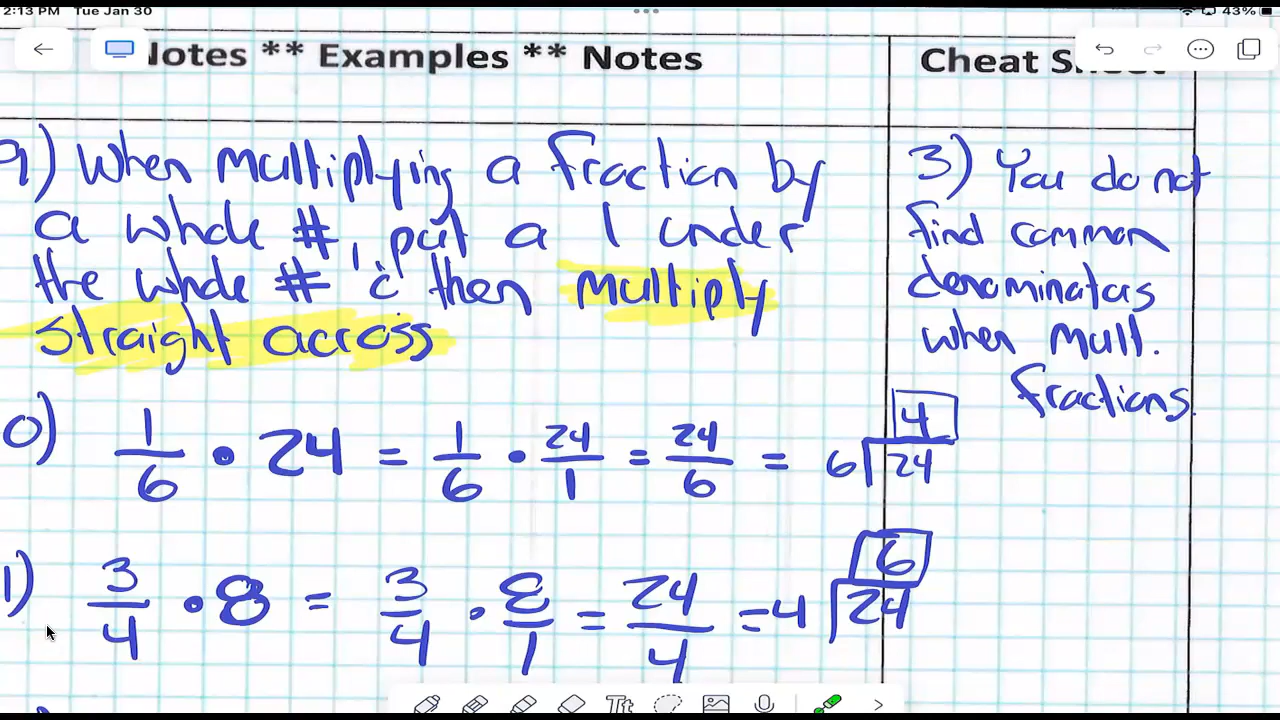 2:13 PM Tue Jan 30
43%
Notes ** Examples ** Notes
Cheat
9) When multiplying a fraction by
a whole #, put a 1 under
the whole # & then multiply
straight across
3) You do not
find common
denominators
when mult.
fractions.
0) 1/6 • 24 = 1/6 • 24/1 = 24/6 = 6⟌24 4
1) 3/4 • 8 = 3/4 • 8/1 = 24/4 = 4⟌24 6
Tt